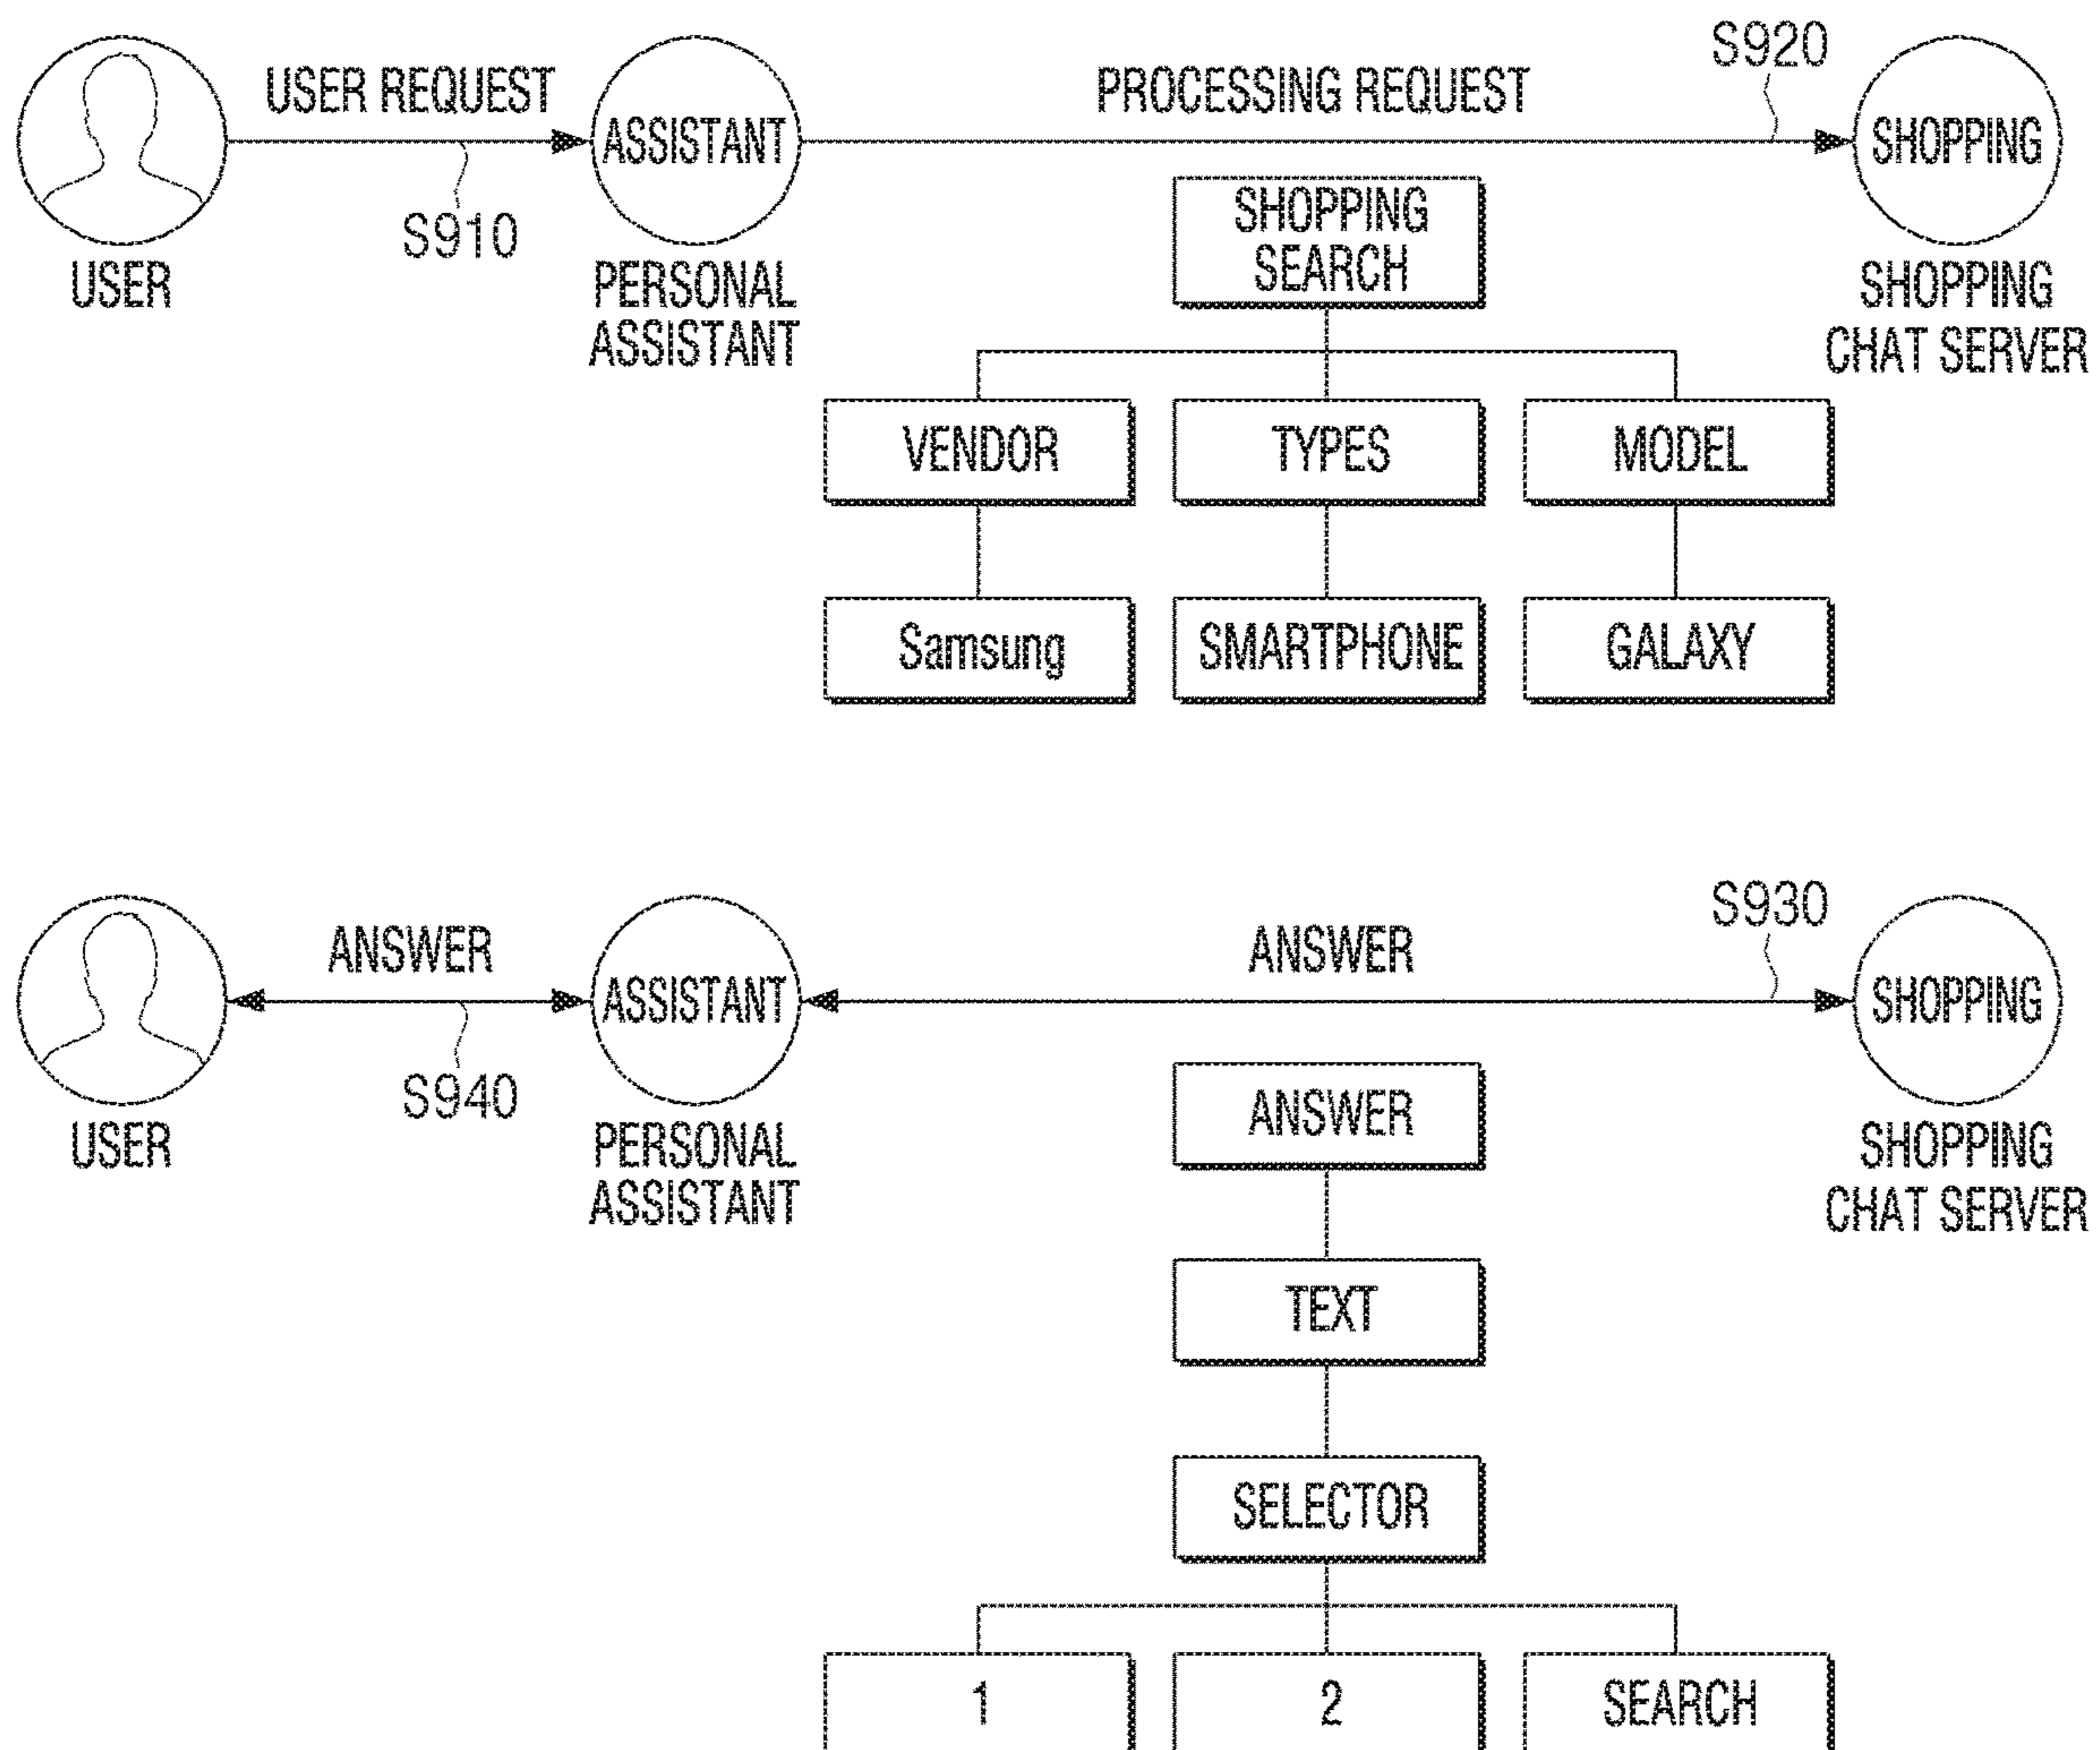 S920
USER REQUEST
PROCESSING REQUEST
ASSISTANT
SHOPPING
S910
SHOPPING
SEARCH
USER
PERSONAL
ASSISTANT
SHOPPING
CHAT SERVER
VENDOR
TYPES
MODEL
Samsung
SMARTPHONE
GALAXY
S930
ANSWER
ANSWER
ASSISTANT
SHOPPING
S940
ANSWER
USER
PERSONAL
ASSISTANT
SHOPPING
CHAT SERVER
TEXT
SELECTOR
1
2
SEARCH